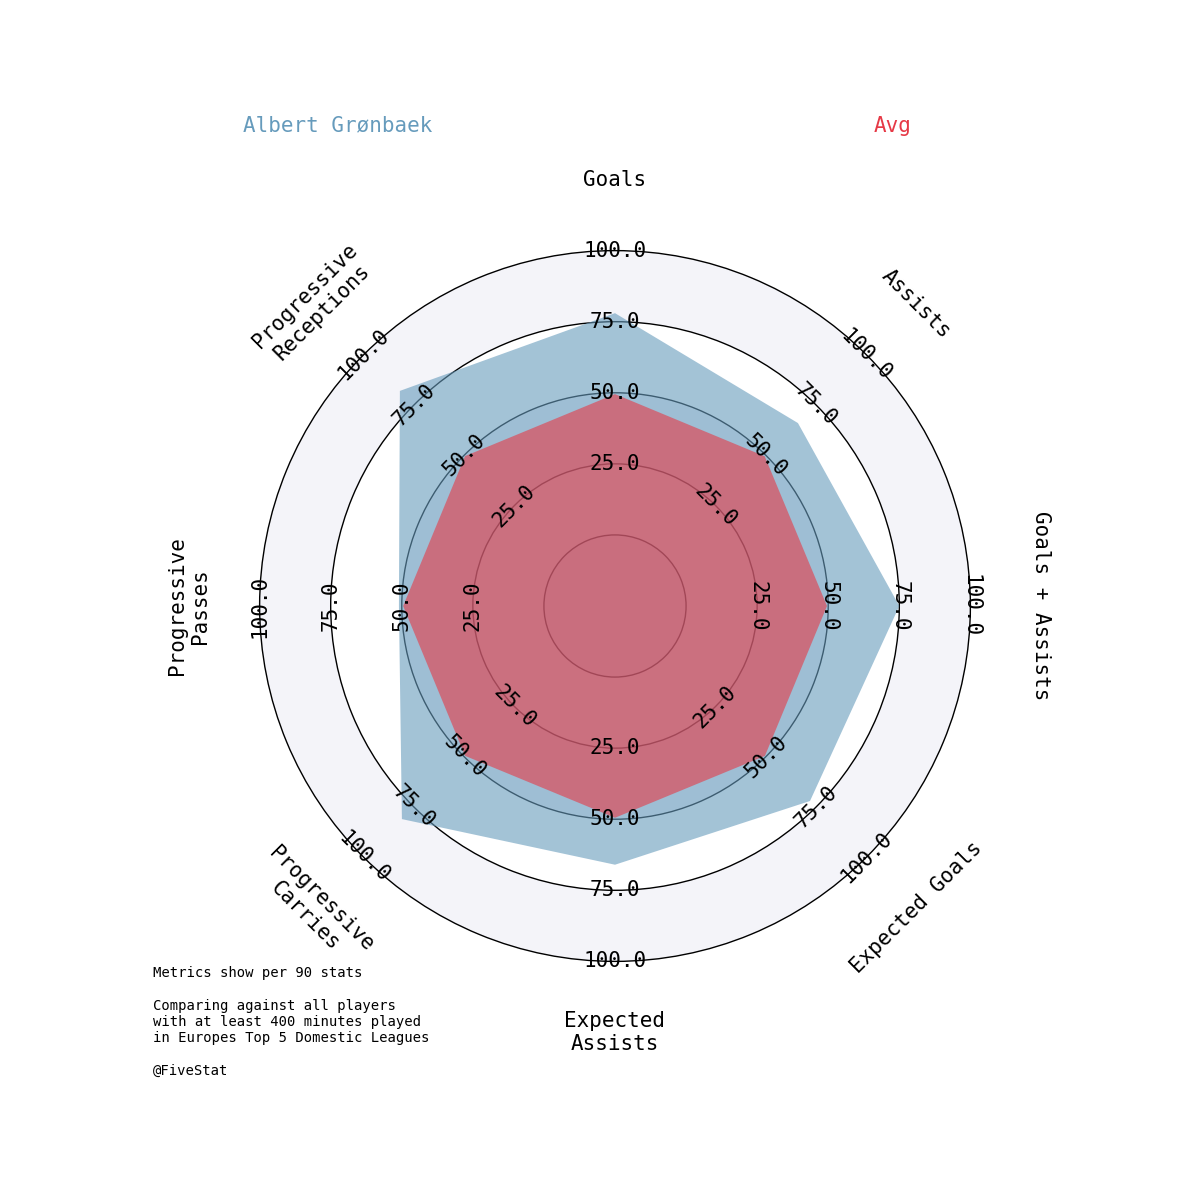 Albert Grønbaek
Avg
Goals
Assists
Goals + Assists
Expected Goals
Expected
Assists
Progressive
Carries
Progressive
Passes
Progressive
Receptions
100.0
75.0
50.0
25.0
100.0
75.0
50.0
25.0
100.0
75.0
50.0
25.0
100.0
75.0
50.0
25.0
100.0
75.0
50.0
25.0
100.0
75.0
50.0
25.0
100.0
75.0
50.0
25.0
100.0
75.0
50.0
25.0
Metrics show per 90 stats
Comparing against all players
with at least 400 minutes played
in Europes Top 5 Domestic Leagues
@FiveStat